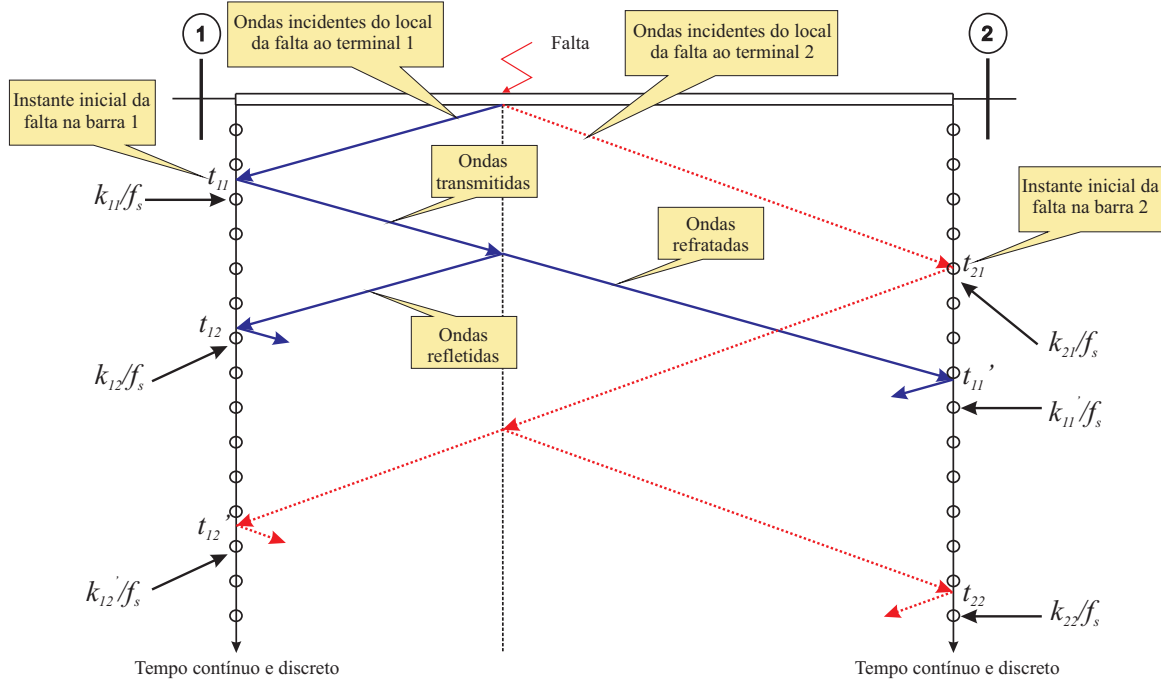 Ondas incidentes do local
da falta ao terminal 1
Falta
Ondas incidentes do local
da falta ao terminal 2
1
2
Instante inicial da
falta na barra 1
t11
k11/fs
Ondas
transmitidas
Ondas
refratadas
Instante inicial da
falta na barra 2
t21
k21/fs
t12
k12/fs
Ondas
refletidas
t11'
k11'/fs
t12'
k12'/fs
t22
k22/fs
Tempo contínuo e discreto
Tempo contínuo e discreto